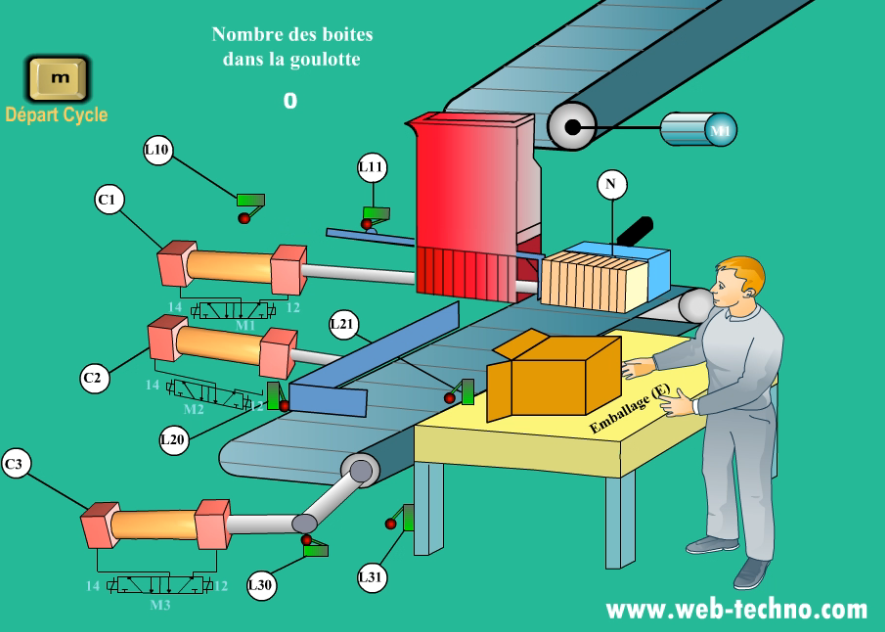 Nombre des boites
dans la goulotte
0
m
Départ Cycle
M1
L10
L11
N
C1
14
12
M1
L21
C2
14
12
M2
L20
Emballage (E)
C3
14
12
M3
L30
L31
www.web-techno.com